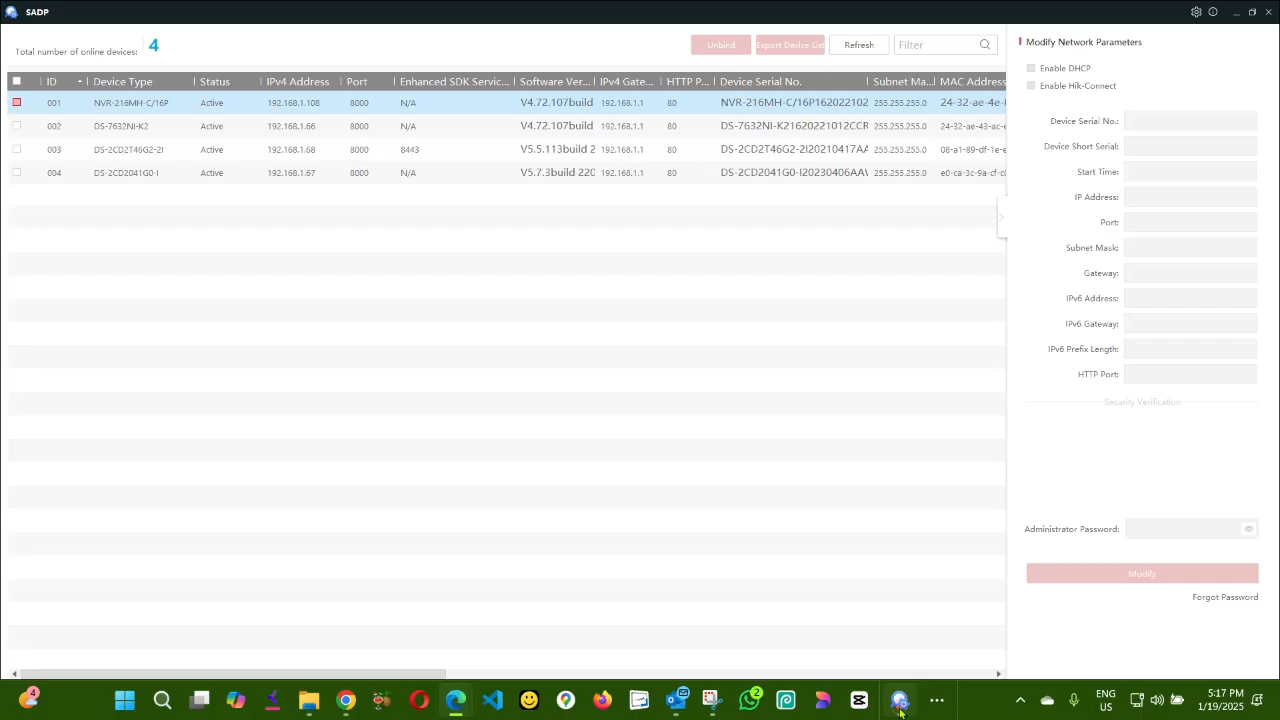 SADP
Total number of online devices: 4
Unbind Export Device List Refresh Filter
ID Device Type Status IPv4 Address Port Enhanced SDK Servic... Software Ver... IPv4 Gate... HTTP P... Device Serial No. Subnet Ma... MAC Address
001 NVR-216MH-C/16P Active 192.168.1.108 8000 N/A V4.72.107build 192.168.1.1 80 NVR-216MH-C/16P162022102 255.255.255.0 24-32-ae-4e-
002 DS-7632NI-K2 Active 192.168.1.66 8000 N/A V4.72.107build 192.168.1.1 80 DS-7632NI-K21620221012CCR 255.255.255.0 24-32-ae-43-ac-e
003 DS-2CD2T46G2-2I Active 192.168.1.68 8000 8443 V5.5.113build 2 192.168.1.1 80 DS-2CD2T46G2-2I20210417AA 255.255.255.0 08-a1-89-df-1e-e
004 DS-2CD2041G0-I Active 192.168.1.67 8000 N/A V5.7.3build 220 192.168.1.1 80 DS-2CD2041G0-I20230406AAV 255.255.255.0 e0-ca-3c-9a-cf-c
Modify Network Parameters
Enable DHCP
Enable Hik-Connect
Device Serial No.:
Device Short Serial:
Start Time:
IP Address:
Port:
Subnet Mask:
Gateway:
IPv6 Address:
IPv6 Gateway:
IPv6 Prefix Length:
HTTP Port:
Security Verification
Administrator Password:
Modify
Forgot Password
4
2
ENG
US
5:17 PM
1/19/2025